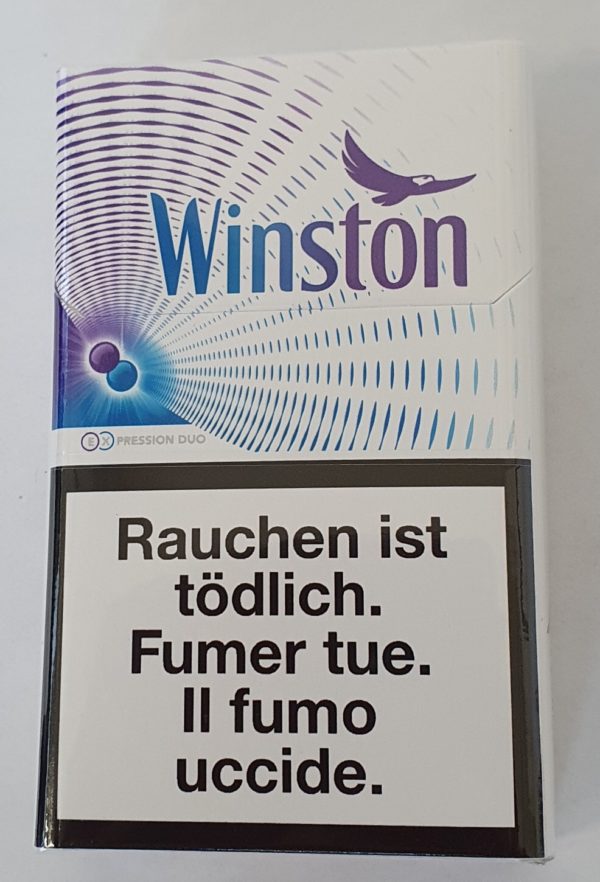 Winston
EXPRESSION DUO
Rauchen ist
tödlich.
Fumer tue.
Il fumo
uccide.